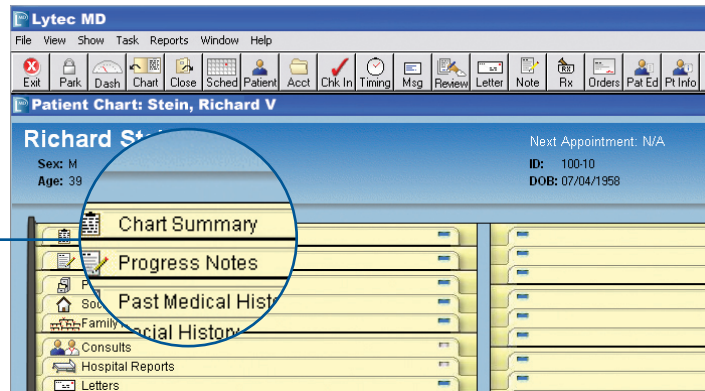 Lytec MD
File View Show Task Reports Window Help
Exit Park Dash Chart Close Sched Patient Acct Chk In Timing Msg Review Letter Note Rx Orders Pat Ed Pt Info
Patient Chart: Stein, Richard V
Richard St
Next Appointment: N/A
Sex: M
ID: 100-10
Age: 39
DOB: 07/04/1958
Chart Summary
Progress Notes
Past Medical Histo
Social History
Soc
Family
Consults
Hospital Reports
Letters